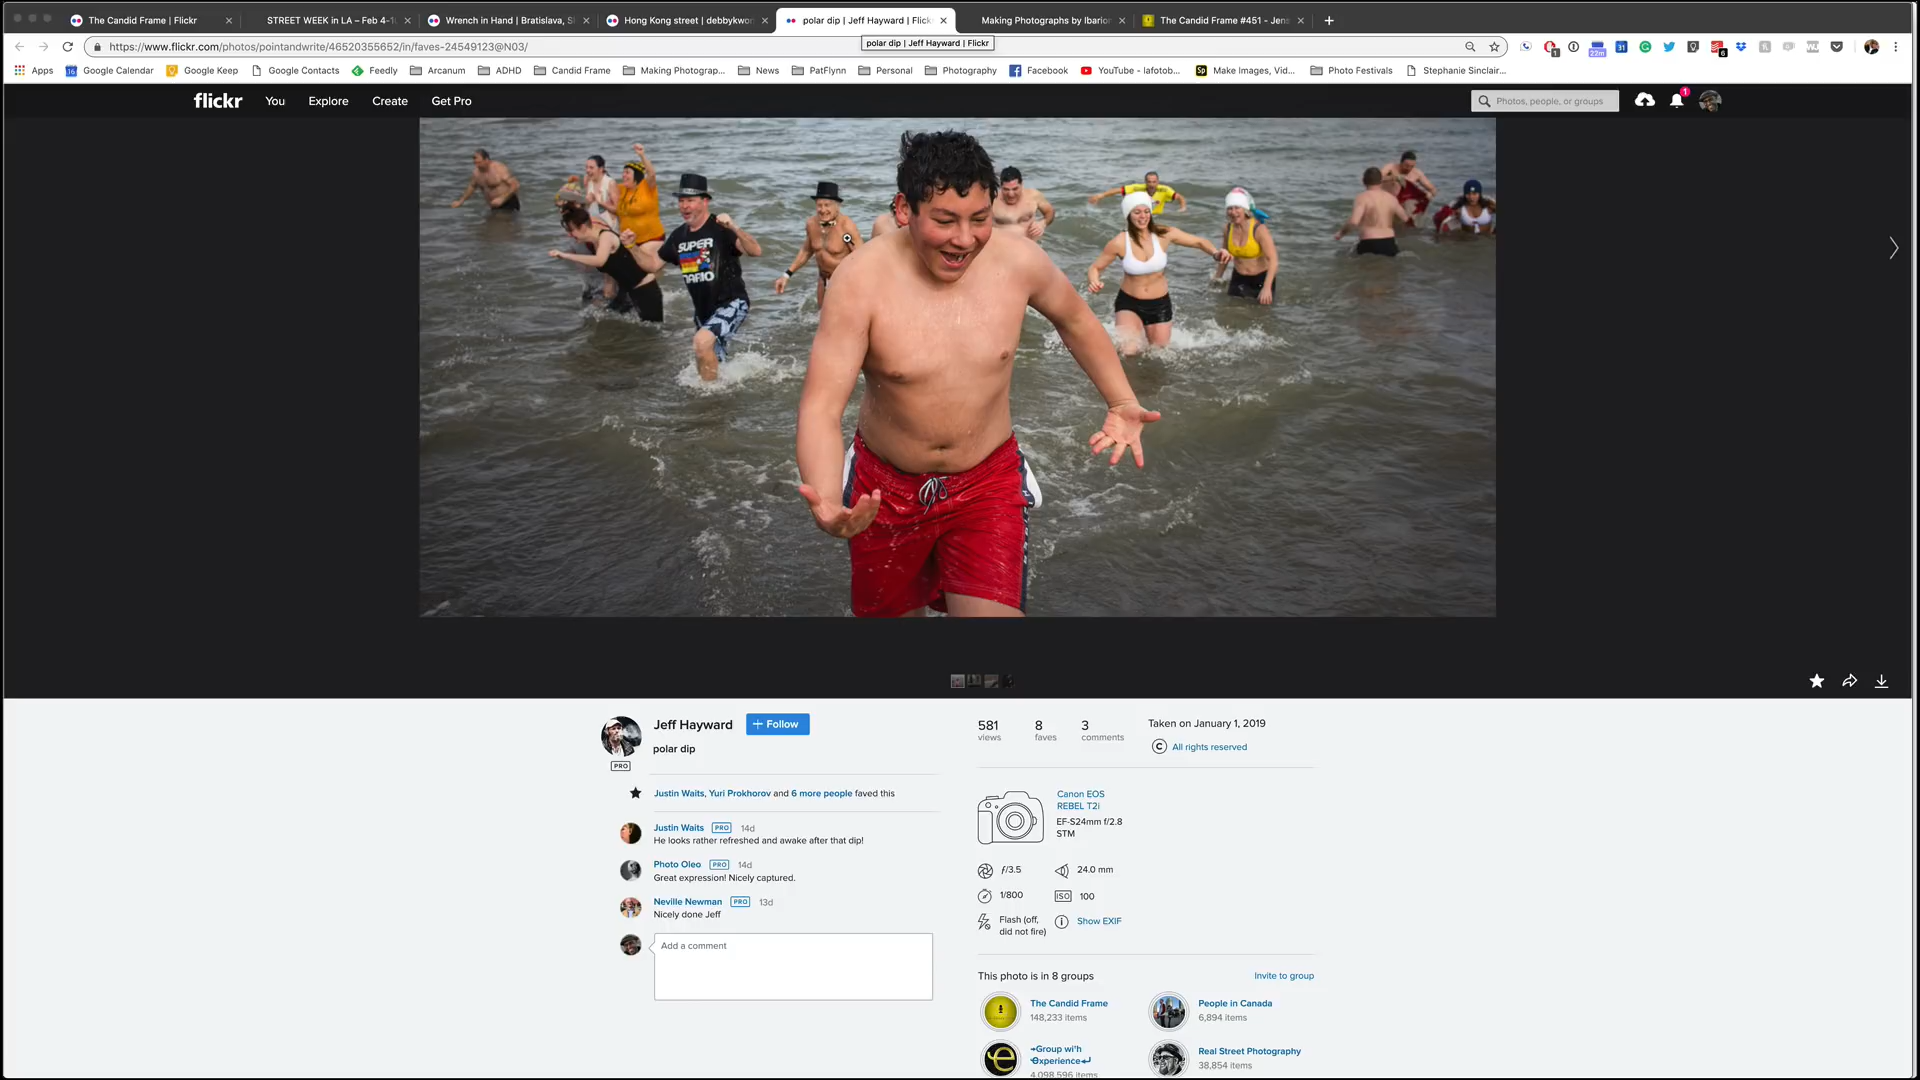 The Candid Frame | Flickr
STREET WEEK in LA – Feb 4-1
Wrench in Hand | Bratislava, S
Hong Kong street | debbykwon
polar dip | Jeff Hayward | Flick
Making Photographs by Ibarion
The Candid Frame #451 - Jens
https://www.flickr.com/photos/pointandwrite/46520355652/in/faves-24549123@N03/
polar dip | Jeff Hayward | Flickr
Apps
Google Calendar
Google Keep
Google Contacts
Feedly
Arcanum
ADHD
Candid Frame
Making Photograp...
News
PatFlynn
Personal
Photography
Facebook
YouTube - lafotob...
Make Images, Vid...
Photo Festivals
Stephanie Sinclair...
flickr
You
Explore
Create
Get Pro
Photos, people, or groups
1
SUPER
Jeff Hayward
+ Follow
polar dip
PRO
Justin Waits, Yuri Prokhorov and 6 more people faved this
Justin Waits PRO 14d
He looks rather refreshed and awake after that dip!
Photo Oleo PRO 14d
Great expression! Nicely captured.
Neville Newman PRO 13d
Nicely done Jeff
Add a comment
581
views
8
faves
3
comments
Taken on January 1, 2019
© All rights reserved
Canon EOS
REBEL T2i
EF-S24mm f/2.8
STM
ƒ/3.5
24.0 mm
1/800
ISO 100
Flash (off,
did not fire)
Show EXIF
This photo is in 8 groups
Invite to group
The Candid Frame
148,233 items
People in Canada
6,894 items
Real Street Photography
38,854 items
4,098,596 items